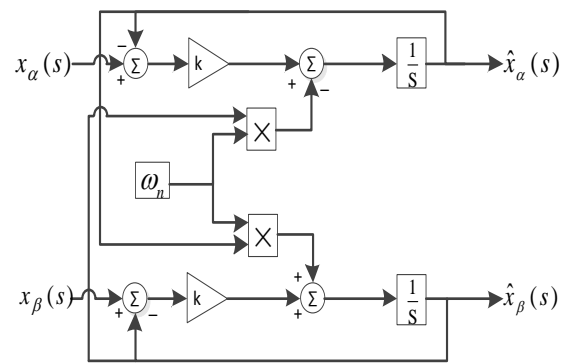 − 
x_α(s) Σ k Σ 1/s x̂_α(s)
+ + −
×
ω_n
×
+
x_β(s) Σ k Σ 1/s x̂_β(s)
+ − +